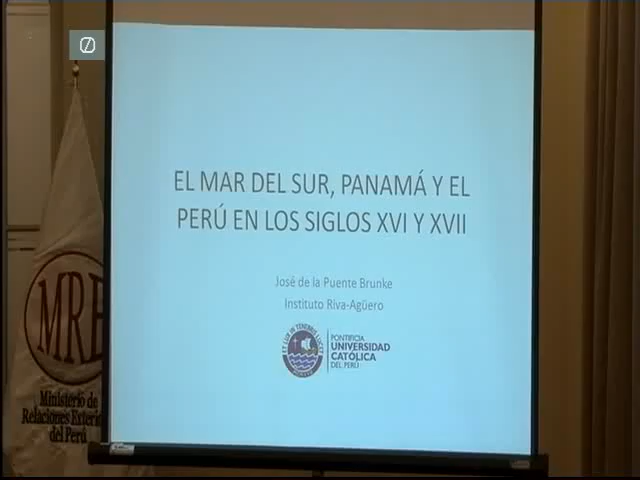 EL MAR DEL SUR, PANAMÁ Y EL
PERÚ EN LOS SIGLOS XVI Y XVII
José de la Puente Brunke
Instituto Riva-Agüero
PONTIFICIA
UNIVERSIDAD
CATÓLICA
DEL PERÚ
MRE
Ministerio de
Relaciones Exterio
del Perú